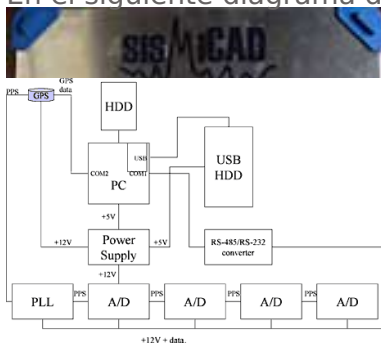 En el siguiente diagrama d
SISMICAD
GPS
data
PPS
GPS
HDD
USB
COM2
COM1
PC
USB
HDD
+5V
+12V
Power
Supply
+5V
RS-485/RS-232
converter
+12V
PLL
PPS
A/D
PPS
A/D
PPS
A/D
PPS
A/D
+12V + data,